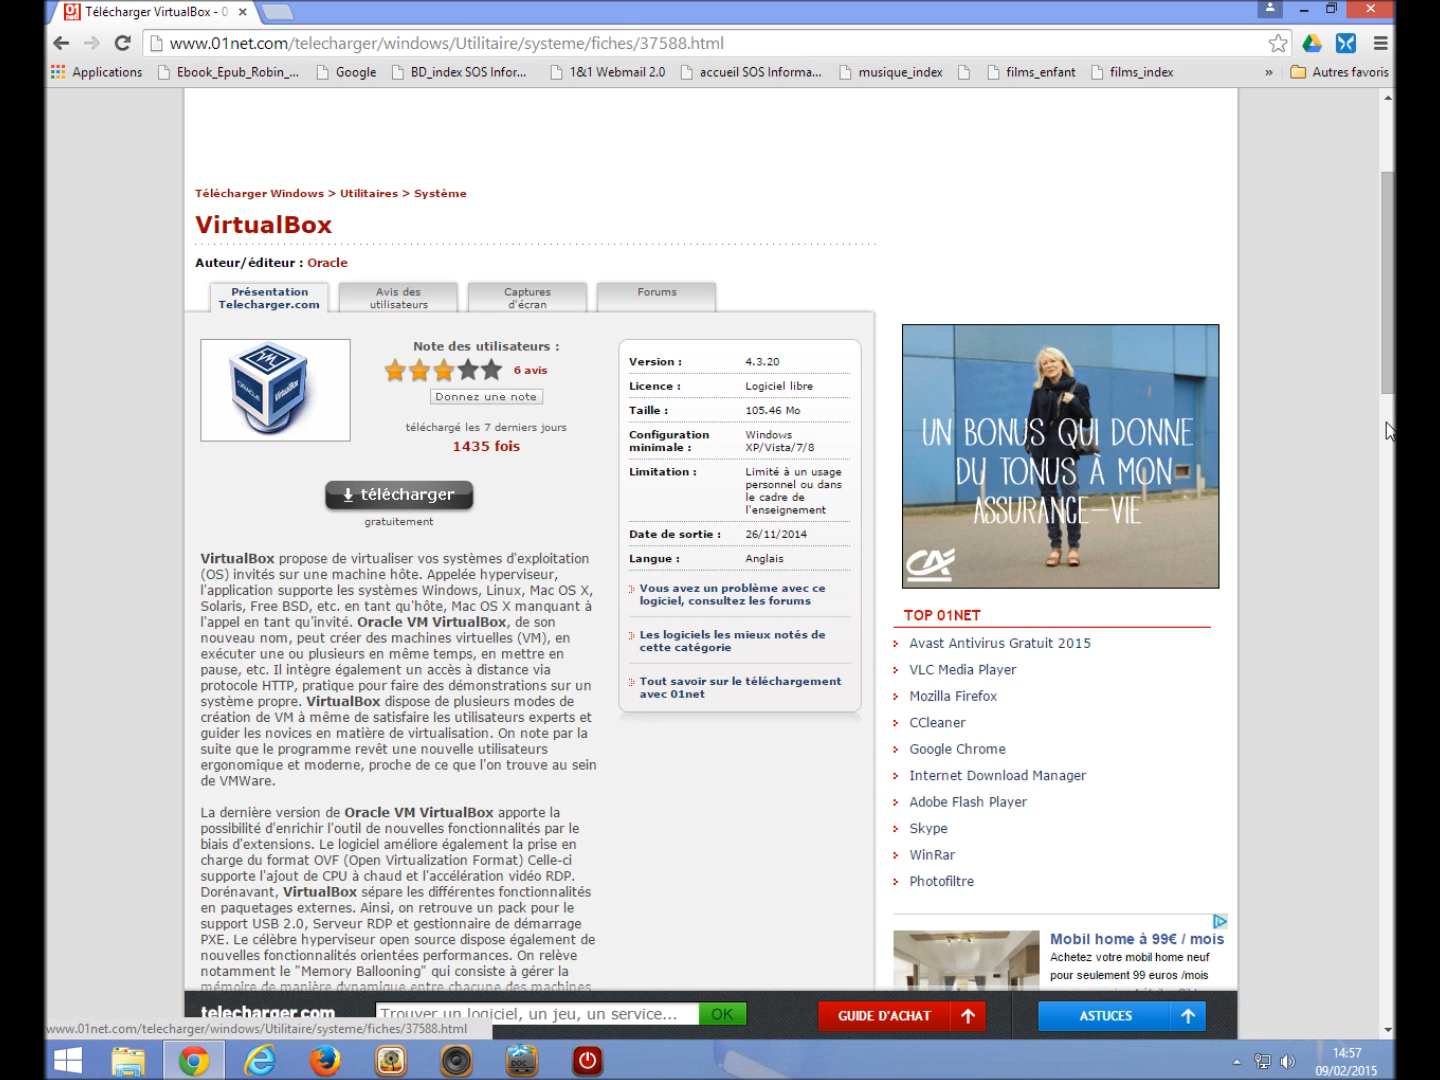 Télécharger VirtualBox - 0
www.01net.com/telecharger/windows/Utilitaire/systeme/fiches/37588.html
Applications
Ebook_Epub_Robin_...
Google
BD_index SOS Infor...
1&1 Webmail 2.0
accueil SOS Informa...
musique_index
films_enfant
films_index
»
Autres favoris
Télécharger Windows > Utilitaires > Système
VirtualBox
Auteur/éditeur : Oracle
Présentation
Telecharger.com
Avis des
utilisateurs
Captures
d'écran
Forums
Note des utilisateurs :
6 avis
Donnez une note
téléchargé les 7 derniers jours
1435 fois
télécharger
gratuitement
VirtualBox propose de virtualiser vos systèmes d'exploitation
(OS) invités sur une machine hôte. Appelée hyperviseur,
l'application supporte les systèmes Windows, Linux, Mac OS X,
Solaris, Free BSD, etc. en tant qu'hôte, Mac OS X manquant à
l'appel en tant qu'invité. Oracle VM VirtualBox, de son
nouveau nom, peut créer des machines virtuelles (VM), en
exécuter une ou plusieurs en même temps, en mettre en
pause, etc. Il intègre également un accès à distance via
protocole HTTP, pratique pour faire des démonstrations sur un
système propre. VirtualBox dispose de plusieurs modes de
création de VM à même de satisfaire les utilisateurs experts et
guider les novices en matière de virtualisation. On note par la
suite que le programme revêt une nouvelle utilisateurs
ergonomique et moderne, proche de ce que l'on trouve au sein
de VMWare.
La dernière version de Oracle VM VirtualBox apporte la
possibilité d'enrichir l'outil de nouvelles fonctionnalités par le
biais d'extensions. Le logiciel améliore également la prise en
charge du format OVF (Open Virtualization Format) Celle-ci
supporte l'ajout de CPU à chaud et l'accélération vidéo RDP.
Dorénavant, VirtualBox sépare les différentes fonctionnalités
en paquetages externes. Ainsi, on retrouve un pack pour le
support USB 2.0, Serveur RDP et gestionnaire de démarrage
PXE. Le célèbre hyperviseur open source dispose également de
nouvelles fonctionnalités orientées performances. On relève
notamment le "Memory Ballooning" qui consiste à gérer la
mémoire de manière dynamique entre chacune des machines
Version : 4.3.20
Licence : Logiciel libre
Taille : 105.46 Mo
Configuration Windows
minimale : XP/Vista/7/8
Limitation : Limité à un usage
personnel ou dans
le cadre de
l'enseignement
Date de sortie : 26/11/2014
Langue : Anglais
Vous avez un problème avec ce
logiciel, consultez les forums
Les logiciels les mieux notés de
cette catégorie
Tout savoir sur le téléchargement
avec 01net
UN BONUS QUI DONNE
DU TONUS À MON
ASSURANCE-VIE
CA
TOP 01NET
Avast Antivirus Gratuit 2015
VLC Media Player
Mozilla Firefox
CCleaner
Google Chrome
Internet Download Manager
Adobe Flash Player
Skype
WinRar
Photofiltre
Mobil home à 99€ / mois
Achetez votre mobil home neuf
pour seulement 99 euros /mois
telecharger.com
Trouver un logiciel, un jeu, un service...
OK
GUIDE D'ACHAT
ASTUCES
www.01net.com/telecharger/windows/Utilitaire/systeme/fiches/37588.html
14:57
09/02/2015